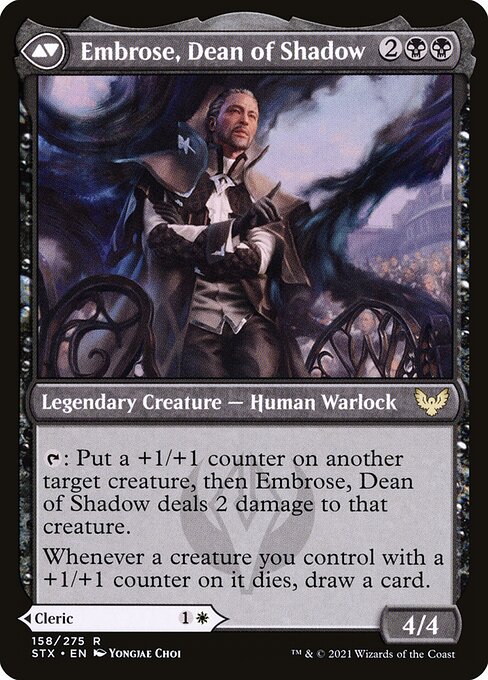 Embrose, Dean of Shadow 2
Legendary Creature — Human Warlock
: Put a +1/+1 counter on another
target creature, then Embrose, Dean
of Shadow deals 2 damage to that
creature.
Whenever a creature you control with a
+1/+1 counter on it dies, draw a card.
Cleric 1
4/4
158/275 R
STX • EN Yongjae Choi
™ & © 2021 Wizards of the Coast